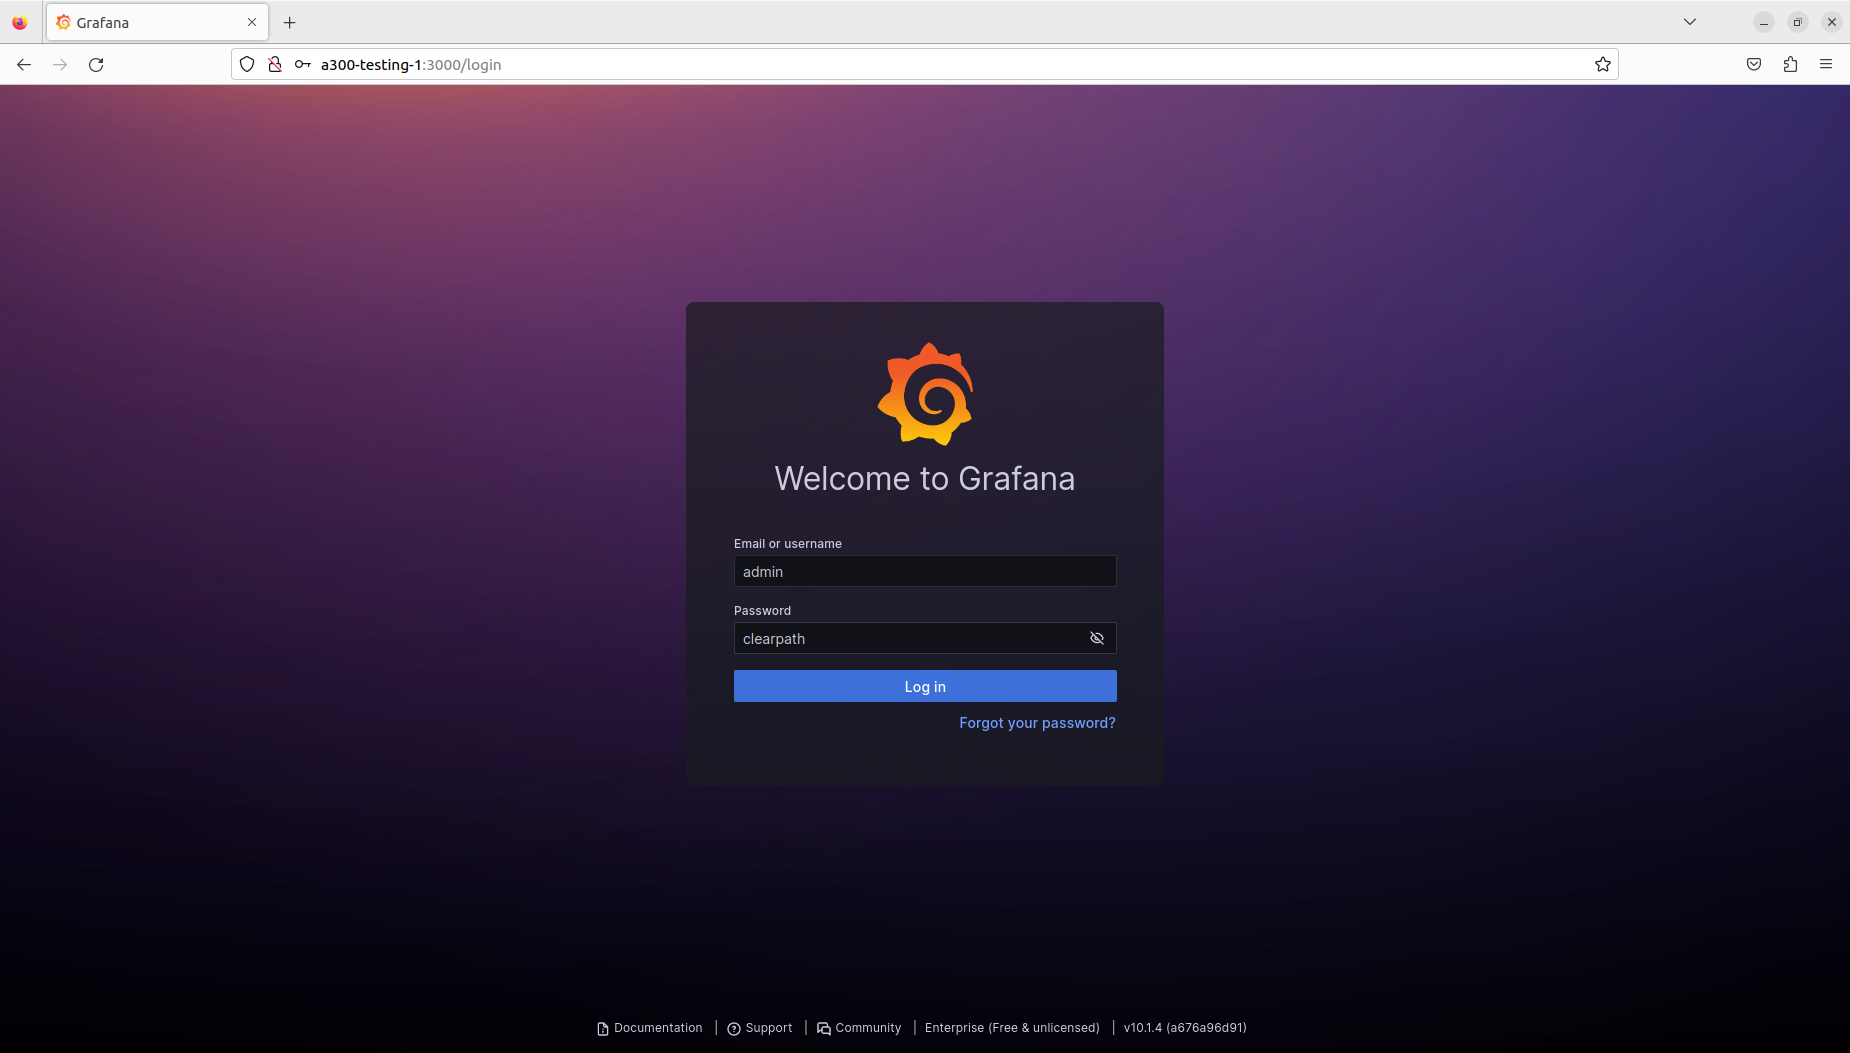 Grafana
a300-testing-1:3000/login
Welcome to Grafana
Email or username
admin
Password
clearpath
Log in
Forgot your password?
Documentation | Support | Community | Enterprise (Free & unlicensed) | v10.1.4 (a676a96d91)